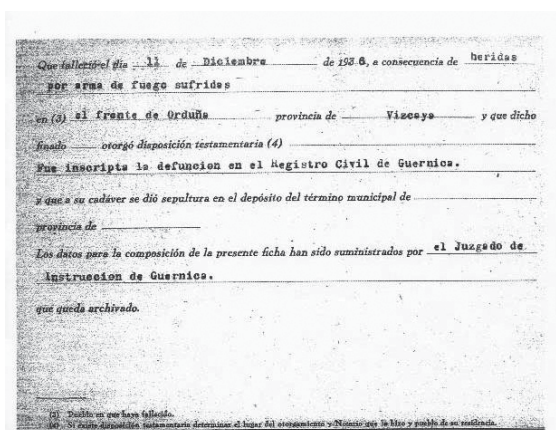 Que falleció el día 11 de Diciembre de 1936, a consecuencia de heridas
por arma de fuego sufridas
en (3) el frente de Orduña provincia de Vizcaya y que dicho
finado otorgó disposición testamentaria (4)
Fue inscripta la defuncion en el Registro Civil de Guernica.
y que a su cadáver se dió sepultura en el depósito del término municipal de
provincia de
Los datos para la composición de la presente ficha han sido suministrados por el Juzgado de
Instruccion de Guernica.
que queda archivado.
(3) Pueblo en que haya fallecido.
(4) Si existe disposición testamentaria determinar el lugar del otorgamiento y Notario que la hizo y pueblo de su residencia.